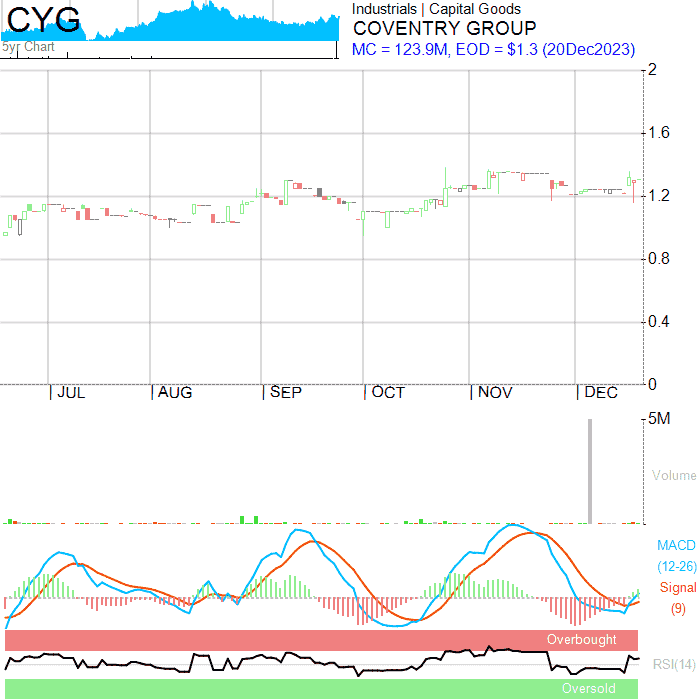 CYG
5yr Chart
Industrials | Capital Goods
COVENTRY GROUP
MC = 123.9M, EOD = $1.3 (20Dec2023)
2
1.6
1.2
0.8
0.4
0
JUL AUG SEP OCT NOV DEC
5M
Volume
MACD
(12-26)
Signal
(9)
Overbought
RSI(14)
Oversold